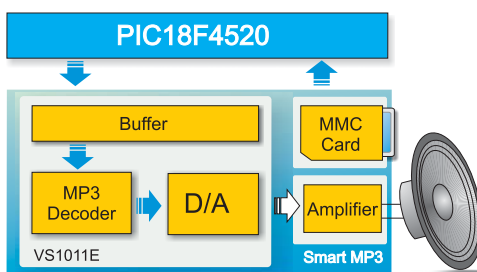 PIC18F4520
Buffer
MMC
Card
MP3
Decoder
D/A
Amplifier
VS1011E
Smart MP3